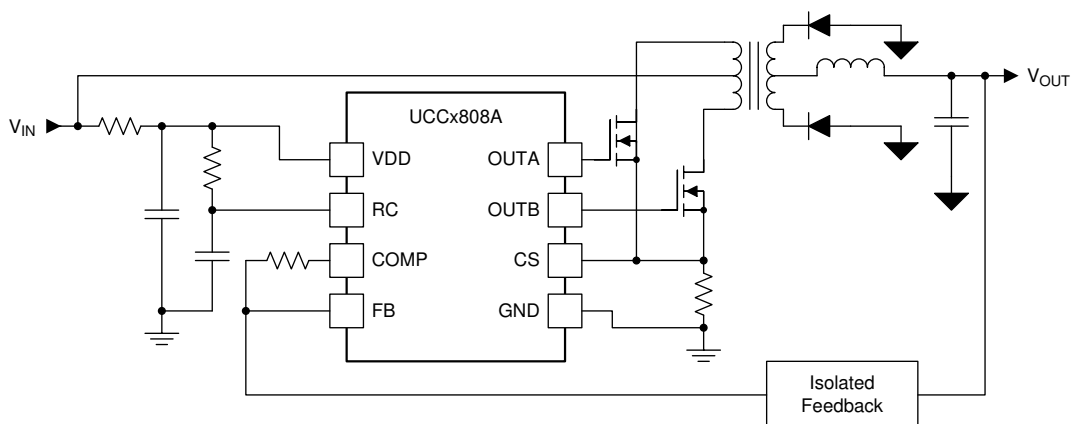 UCCx808A
V_IN
VDD
OUTA
RC
OUTB
COMP
CS
FB
GND
V_OUT
Isolated
Feedback